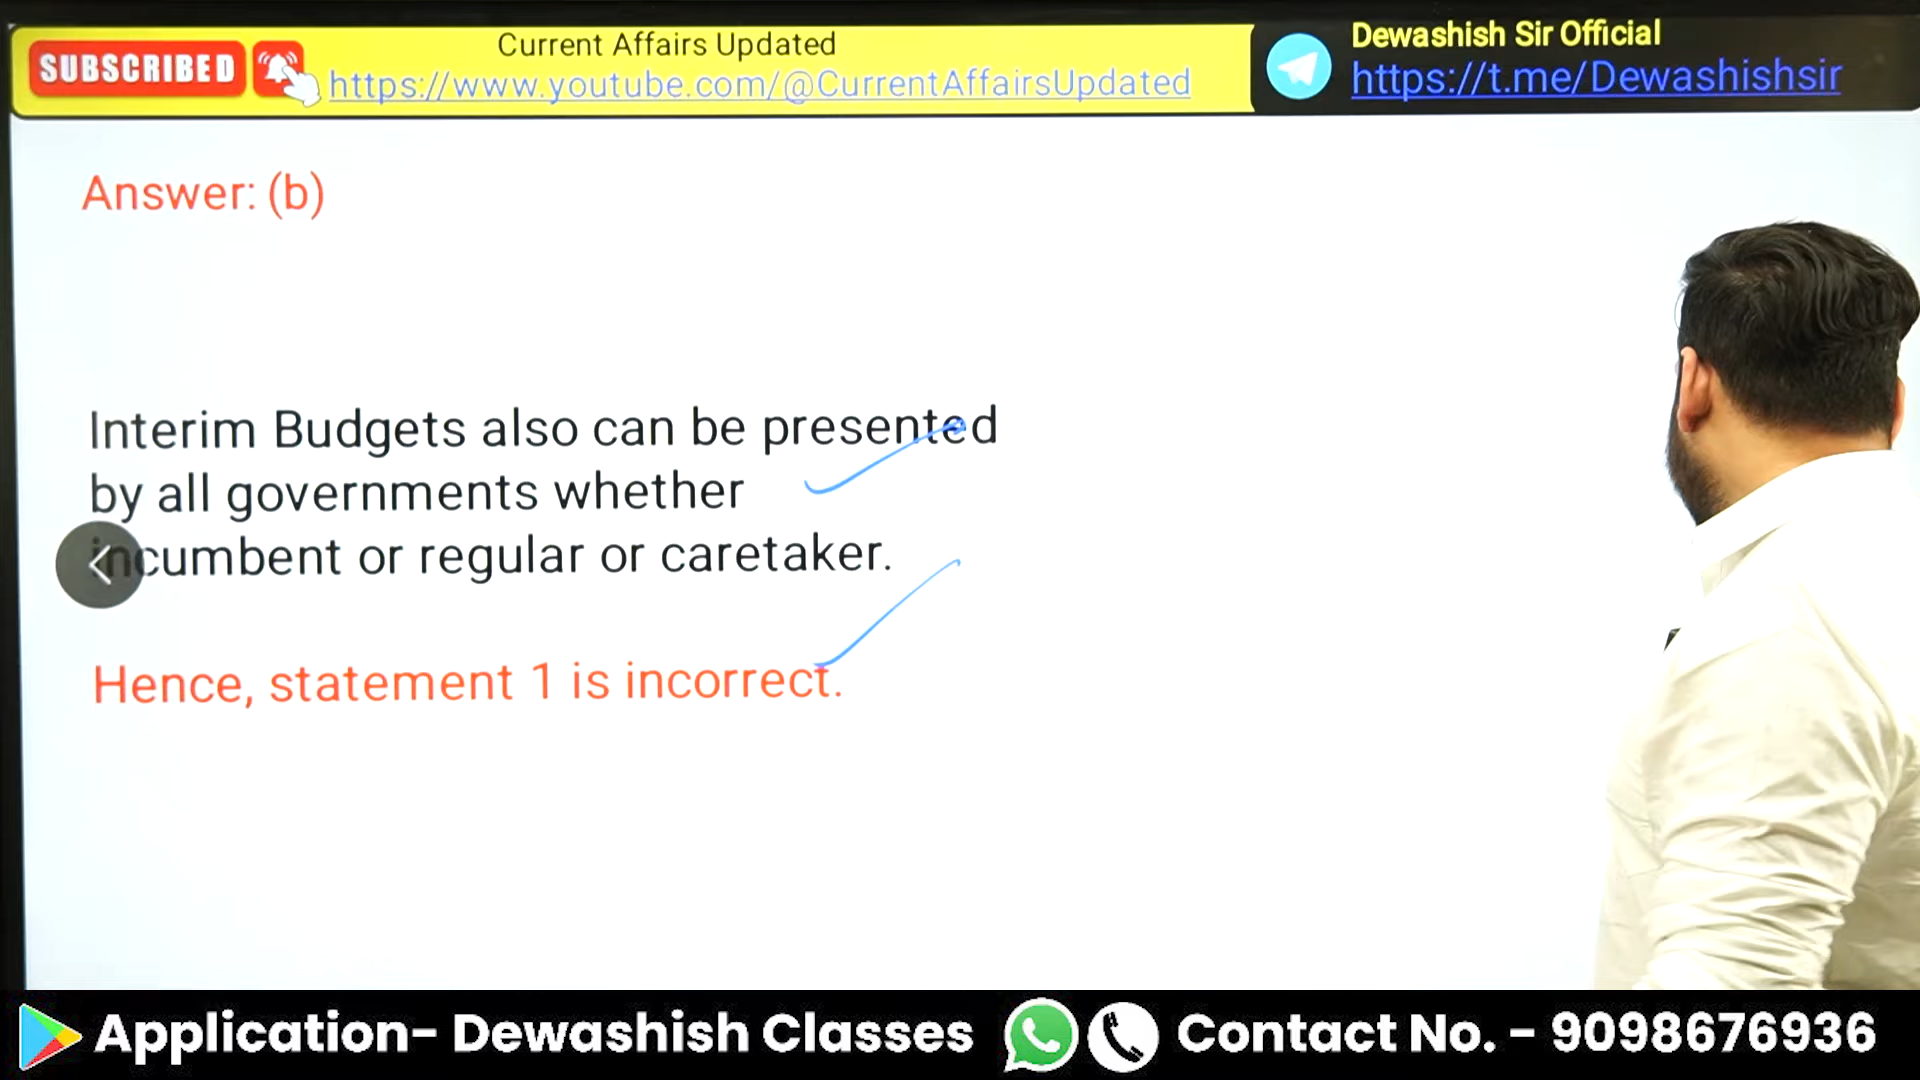 SUBSCRIBED
Current Affairs Updated
https://www.youtube.com/@CurrentAffairsUpdated
Dewashish Sir Official
https://t.me/Dewashishsir
Answer: (b)
Interim Budgets also can be presented
by all governments whether
incumbent or regular or caretaker.
Hence, statement 1 is incorrect.
Application- Dewashish Classes
Contact No. - 9098676936